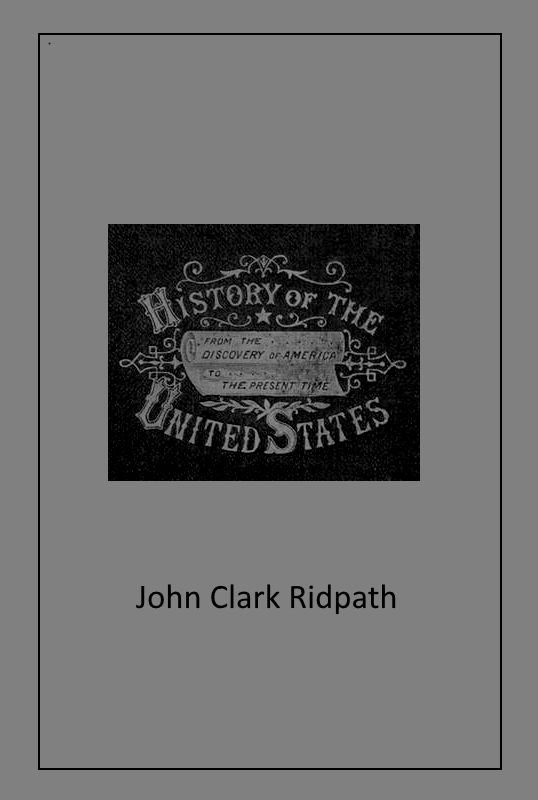 HISTORY OF THE
FROM THE . . . . . . .
DISCOVERY OF AMERICA
TO . . . . . .
THE PRESENT TIME
UNITED STATES
John Clark Ridpath